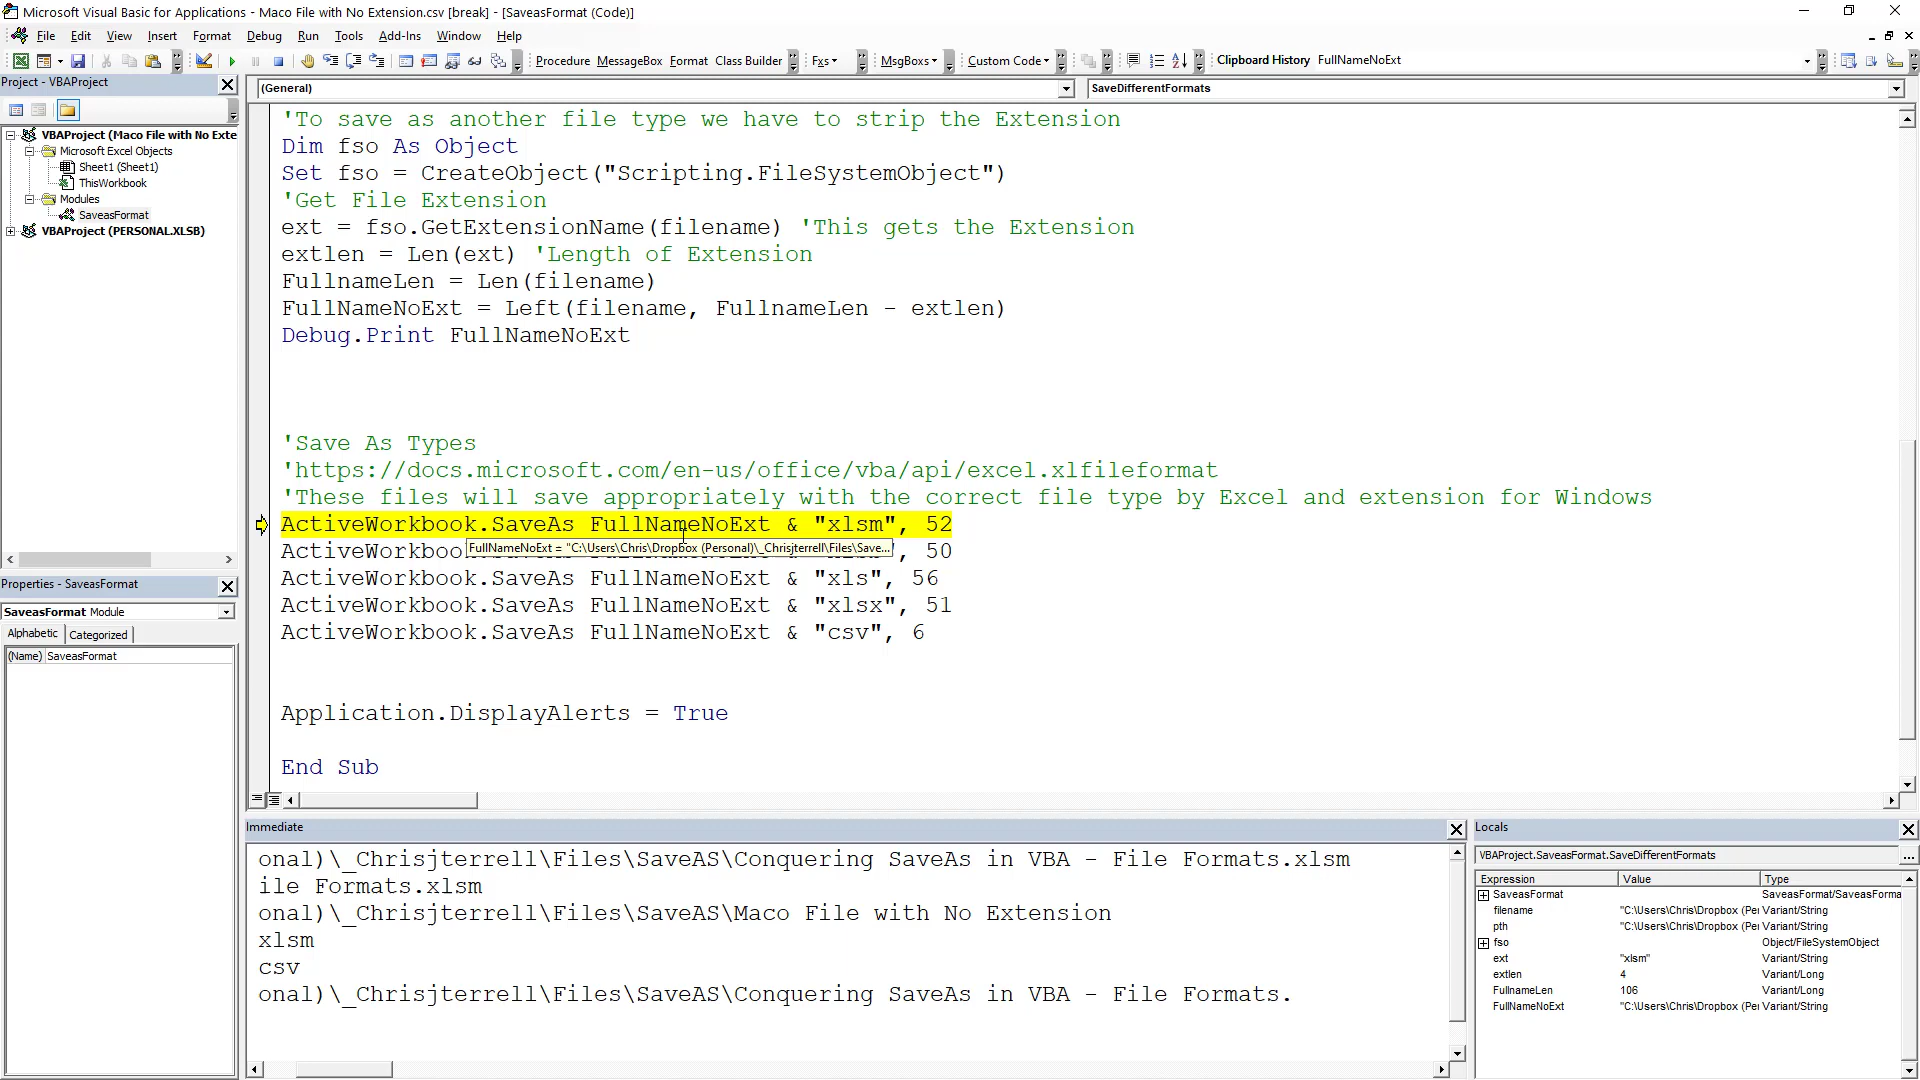 Microsoft Visual Basic for Applications - Maco File with No Extension.csv [break] - [SaveasFormat (Code)]
File Edit View Insert Format Debug Run Tools Add-Ins Window Help
Procedure MessageBox Format Class Builder Fxs MsgBoxs Custom Code Clipboard History FullNameNoExt
Project - VBAProject
(General)
SaveDifferentFormats
VBAProject (Maco File with No Exte
Microsoft Excel Objects
Sheet1 (Sheet1)
ThisWorkbook
Modules
SaveasFormat
VBAProject (PERSONAL.XLSB)
Properties - SaveasFormat
SaveasFormat Module
Alphabetic Categorized
(Name) SaveasFormat
'To save as another file type we have to strip the Extension
Dim fso As Object
Set fso = CreateObject("Scripting.FileSystemObject")
'Get File Extension
ext = fso.GetExtensionName(filename) 'This gets the Extension
extlen = Len(ext) 'Length of Extension
FullnameLen = Len(filename)
FullNameNoExt = Left(filename, FullnameLen - extlen)
Debug.Print FullNameNoExt
'Save As Types
'https://docs.microsoft.com/en-us/office/vba/api/excel.xlfileformat
'These files will save appropriately with the correct file type by Excel and extension for Windows
ActiveWorkbook.SaveAs FullNameNoExt & "xlsm", 52
FullNameNoExt = "C:\Users\Chris\Dropbox (Personal)\_Chrisjterrell\Files\Save...
ActiveWorkbook ", 50
ActiveWorkbook.SaveAs FullNameNoExt & "xls", 56
ActiveWorkbook.SaveAs FullNameNoExt & "xlsx", 51
ActiveWorkbook.SaveAs FullNameNoExt & "csv", 6
Application.DisplayAlerts = True
End Sub
Immediate
onal)\_Chrisjterrell\Files\SaveAS\Conquering SaveAs in VBA - File Formats.xlsm
ile Formats.xlsm
onal)\_Chrisjterrell\Files\SaveAS\Maco File with No Extension
xlsm
csv
onal)\_Chrisjterrell\Files\SaveAS\Conquering SaveAs in VBA - File Formats.
Locals
VBAProject.SaveasFormat.SaveDifferentFormats
...
Expression Value Type
SaveasFormat SaveasFormat/SaveasForma
filename "C:\Users\Chris\Dropbox (Per Variant/String
pth "C:\Users\Chris\Dropbox (Per Variant/String
fso Object/FileSystemObject
ext "xlsm" Variant/String
extlen 4 Variant/Long
FullnameLen 106 Variant/Long
FullNameNoExt "C:\Users\Chris\Dropbox (Per Variant/String